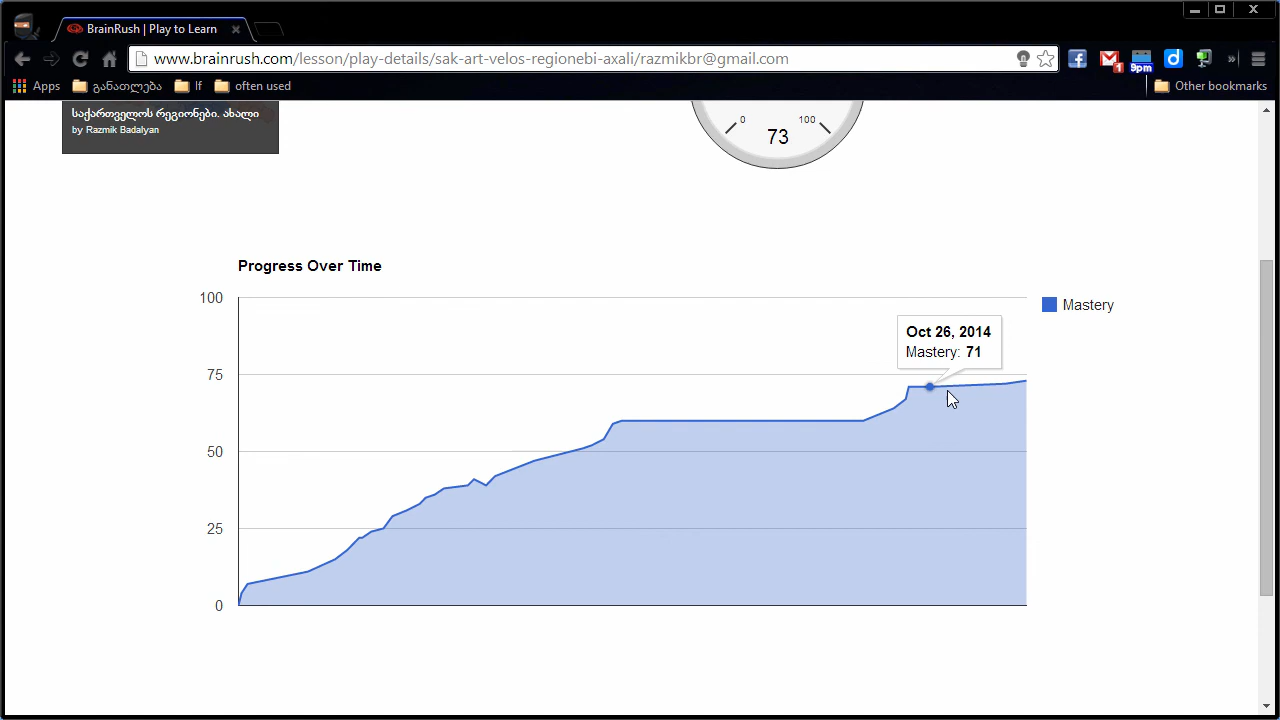 BrainRush | Play to Learn
www.brainrush.com/lesson/play-details/sak-art-velos-regionebi-axali/razmikbr@gmail.com
1
9pm
d
»
Apps
განათლება
If
often used
Other bookmarks
საქართველოს რეგიონები. ახალი
by Razmik Badalyan
0
100
73
Progress Over Time
100
75
50
25
0
Mastery
Oct 26, 2014
Mastery: 71